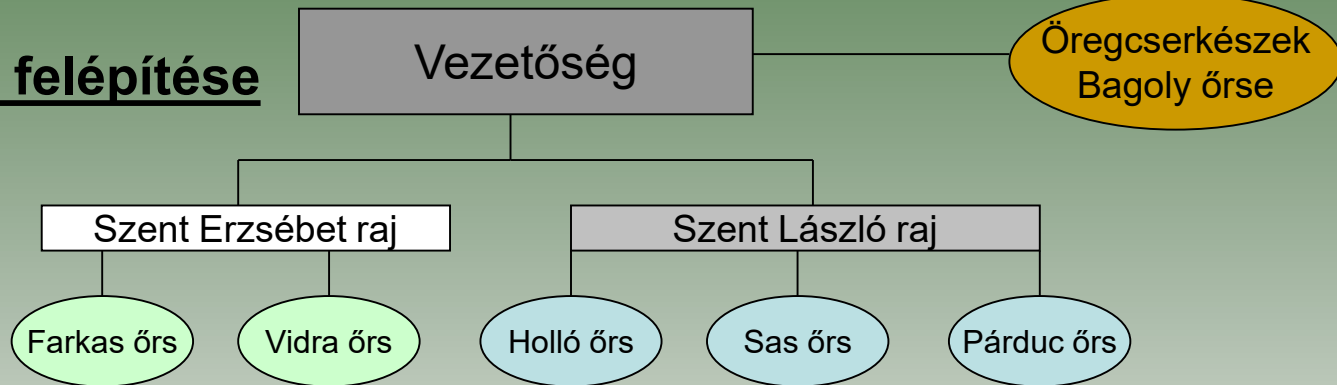 felépítése
Vezetőség
Öregcserkészek
Bagoly őrse
Szent Erzsébet raj
Szent László raj
Farkas őrs
Vidra őrs
Holló őrs
Sas őrs
Párduc őrs